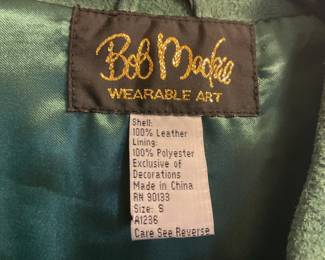 Bob Mackie
WEARABLE ART
Shell:
100% Leather
Lining:
100% Polyester
Exclusive of
Decorations
Made in China
RN 90133
Size: S
A1236
Care See Reverse